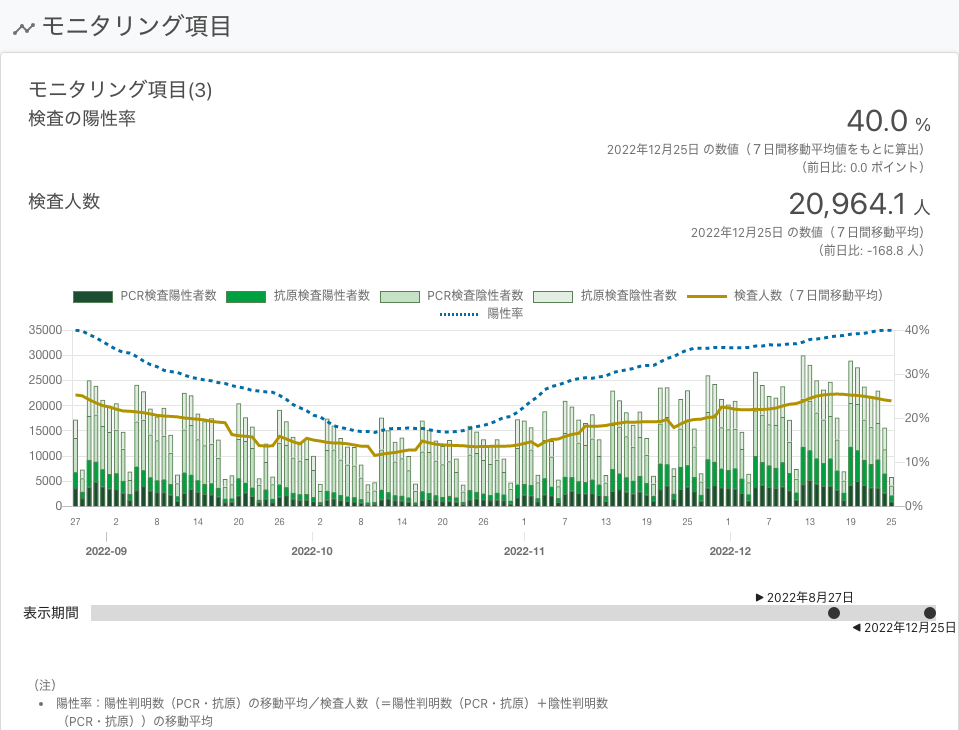 モニタリング項目
モニタリング項目(3)
検査の陽性率
40.0 %
2022年12月25日 の数値（７日間移動平均値をもとに算出）
（前日比: 0.0 ポイント）
検査人数
20,964.1 人
2022年12月25日 の数値（７日間移動平均）
（前日比: -168.8 人）
PCR検査陽性者数 抗原検査陽性者数 PCR検査陰性者数 抗原検査陰性者数 検査人数（７日間移動平均）
陽性率
35000 40%
30000
25000 30%
20000
20%
15000
10000 10%
5000
0 0%
27 2 8 14 20 26 2 8 14 20 26 1 7 13 19 25 1 7 13 19 25
2022-09 2022-10 2022-11 2022-12
▶ 2022年8月27日
表示期間
◀ 2022年12月25日
（注）
• 陽性率：陽性判明数（PCR・抗原）の移動平均／検査人数（＝陽性判明数（PCR・抗原）＋陰性判明数
（PCR・抗原））の移動平均